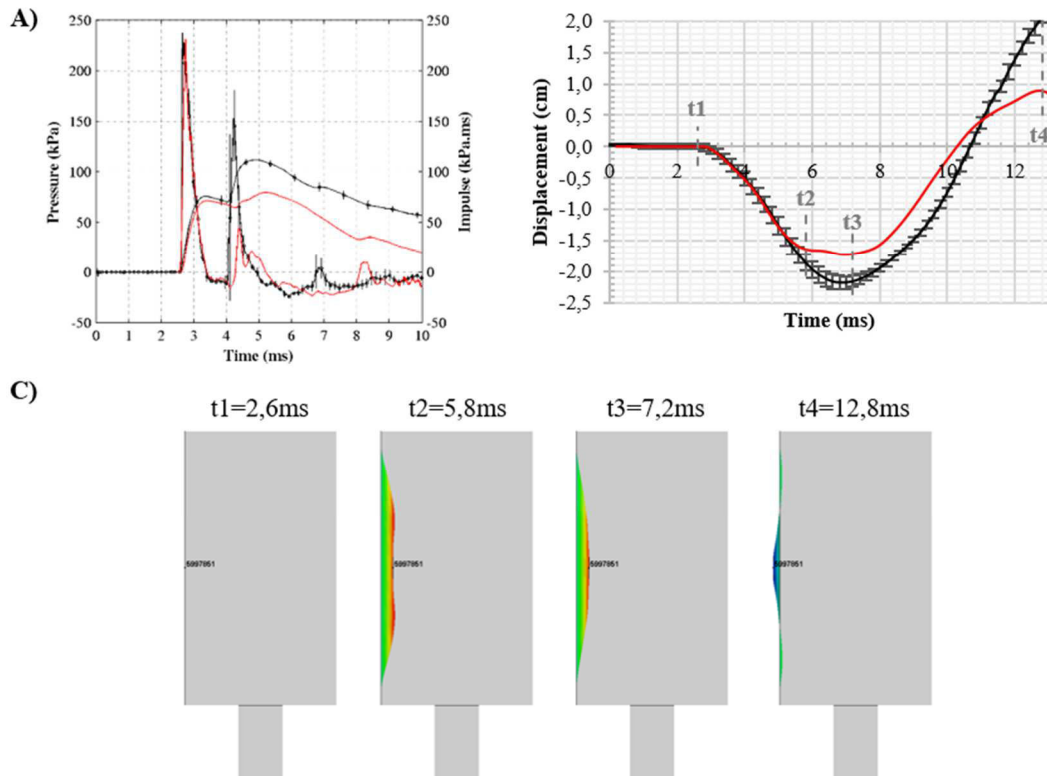 A)
250
200
150
100
50
0
-50
Pressure (kPa)
250
200
150
100
50
0
-50
Impulse (kPa.ms)
0 1 2 3 4 5 6 7 8 9 10
Time (ms)
2,0
1,5
1,0
0,5
0,0
-0,5
-1,0
-1,5
-2,0
-2,5
Displacement (cm)
0 2 4 6 8 10 12
t1
t2
t3
t4
Time (ms)
C)
t1=2,6ms t2=5,8ms t3=7,2ms t4=12,8ms
5997851 5997851 5997851 5997851